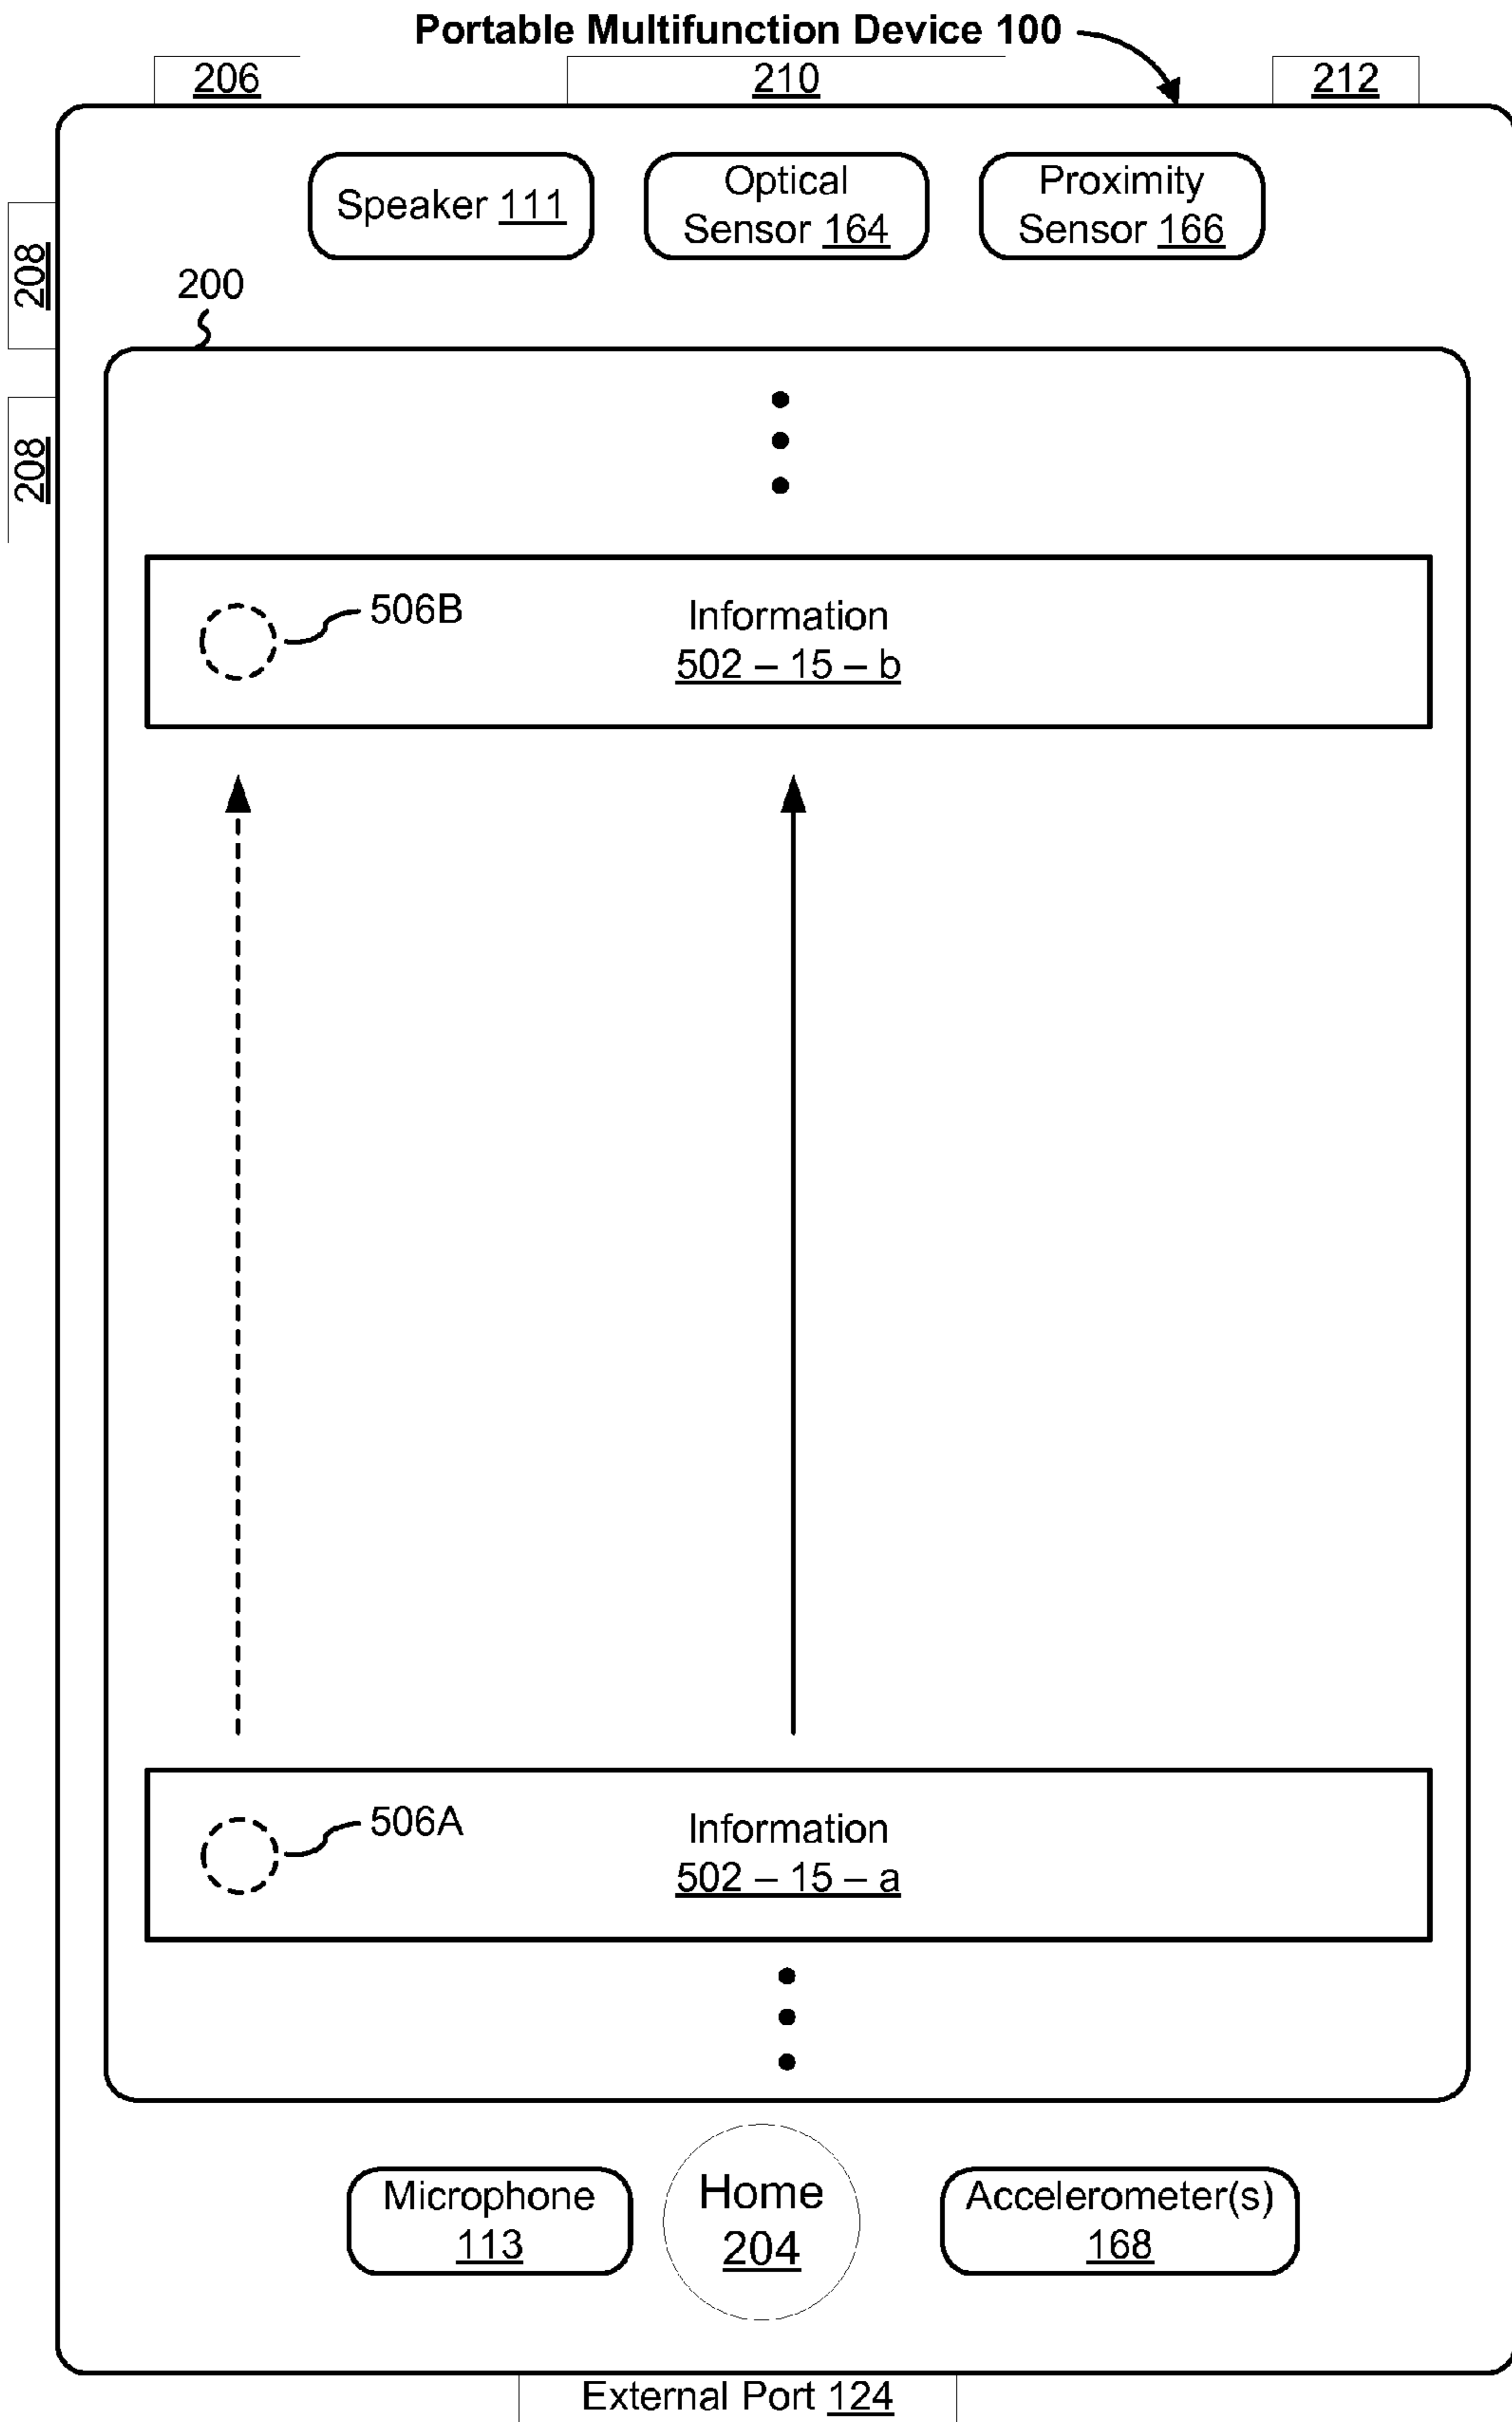 Portable Multifunction Device 100
206
210
212
Speaker 111
Optical
Sensor 164
Proximity
Sensor 166
208
200
208
506B
Information
502 – 15 – b
506A
Information
502 – 15 – a
Microphone
113
Home
204
Accelerometer(s)
168
External Port 124